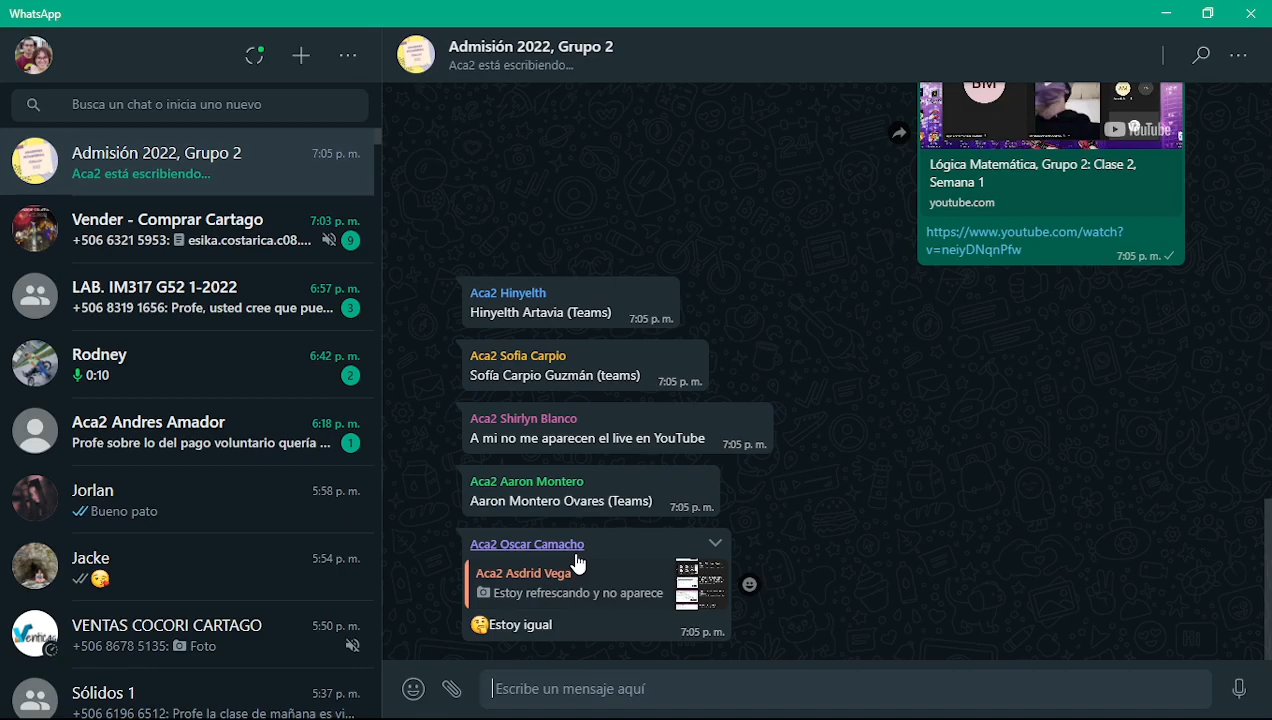 WhatsApp
Busca un chat o inicia uno nuevo
Admisión 2022, Grupo 2
7:05 p. m.
Aca2 está escribiendo...
Vender - Comprar Cartago
7:03 p. m.
+506 6321 5953: esika.costarica.c08....
9
LAB. IM317 G52 1-2022
6:57 p. m.
+506 8319 1656: Profe, usted cree que pue...
3
Rodney
6:42 p. m.
0:10
2
Aca2 Andres Amador
6:18 p. m.
Profe sobre lo del pago voluntario quería ...
1
Jorlan
5:58 p. m.
Bueno pato
Jacke
5:54 p. m.
VENTAS COCORI CARTAGO
5:50 p. m.
+506 8678 5135: Foto
Sólidos 1
5:37 p. m.
+506 6196 6512: Profe la clase de mañana es vi...
Admisión 2022, Grupo 2
Aca2 está escribiendo...
BM
YouTube
Lógica Matemática, Grupo 2: Clase 2,
Semana 1
youtube.com
https://www.youtube.com/watch?
v=neiyDNqnPfw
7:05 p. m.
Aca2 Hinyelth
Hinyelth Artavia (Teams)
7:05 p. m.
Aca2 Sofia Carpio
Sofía Carpio Guzmán (teams)
7:05 p. m.
Aca2 Shirlyn Blanco
A mi no me aparecen el live en YouTube
7:05 p. m.
Aca2 Aaron Montero
Aaron Montero Ovares (Teams)
7:05 p. m.
Aca2 Oscar Camacho
Aca2 Asdrid Vega
Estoy refrescando y no aparece
🤔Estoy igual
7:05 p. m.
Escribe un mensaje aquí